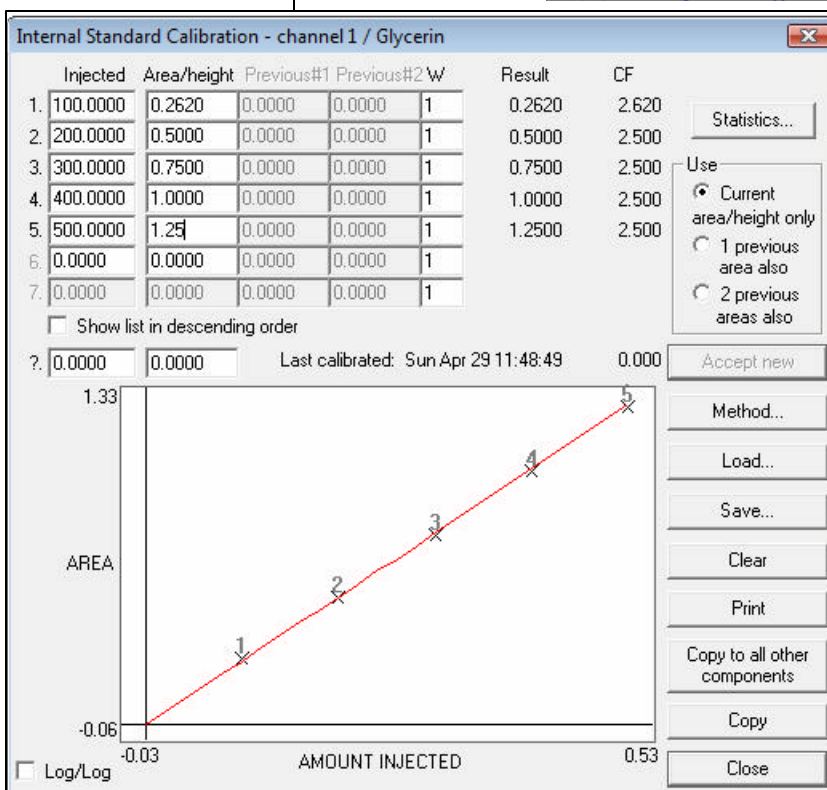 Internal Standard Calibration - channel 1 / Glycerin
Injected Area/height Previous#1 Previous#2 W Result CF
1. 100.0000 0.2620 0.0000 0.0000 1 0.2620 2.620
2. 200.0000 0.5000 0.0000 0.0000 1 0.5000 2.500
3. 300.0000 0.7500 0.0000 0.0000 1 0.7500 2.500
4. 400.0000 1.0000 0.0000 0.0000 1 1.0000 2.500
5. 500.0000 1.25 0.0000 0.0000 1 1.2500 2.500
6. 0.0000 0.0000 0.0000 0.0000 1
7. 0.0000 0.0000 0.0000 0.0000 1
Statistics...
Use
Current
area/height only
1 previous
area also
2 previous
areas also
Show list in descending order
?. 0.0000 0.0000 Last calibrated: Sun Apr 29 11:48:49 0.000
Accept new
Method...
Load...
Save...
Clear
Print
Copy to all other
components
Copy
Close
1.33
5
4
3
AREA
2
1
-0.06
-0.03 AMOUNT INJECTED 0.53
Log/Log